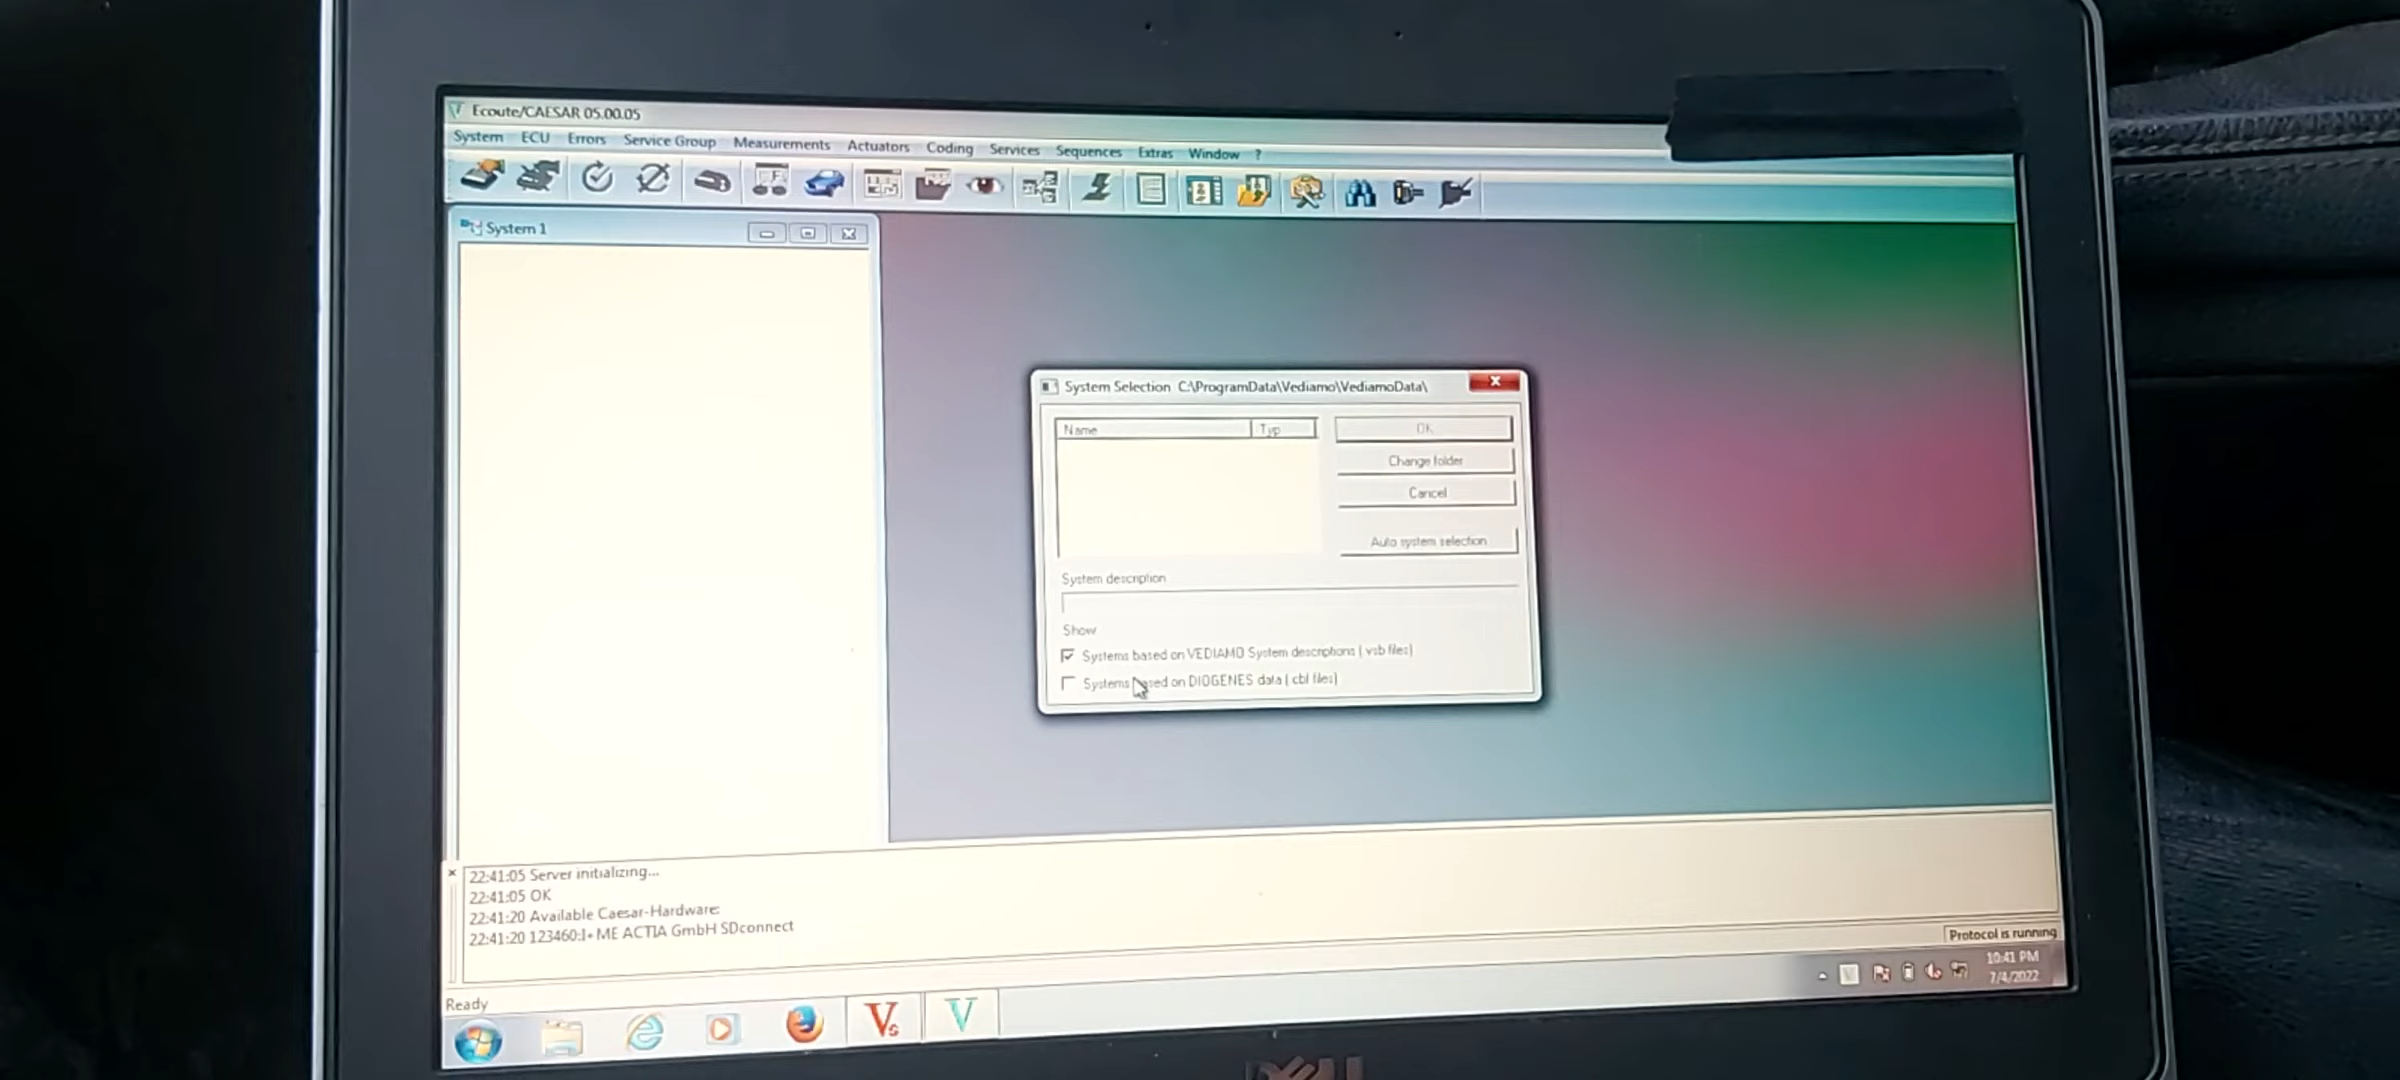 Ecoute/CAESAR 05.00.05
System ECU Errors Service Group Measurements Actuators Coding Services Sequences Extras Window ?
System 1
System Selection C:\ProgramData\Vediamo\VediamoData\
Name Typ
OK
Change folder
Cancel
Auto system selection
System description
Show
Systems based on VEDIAMO System descriptions (.vsb files)
Systems based on DIOGENES data (.cbf files)
22:41:05 Server initializing...
22:41:05 OK
22:41:20 Available Caesar-Hardware:
22:41:20 123460:I+ME ACTIA GmbH SDconnect
Protocol is running
Ready
10:41 PM
7/4/2022
Vs
V
DELL